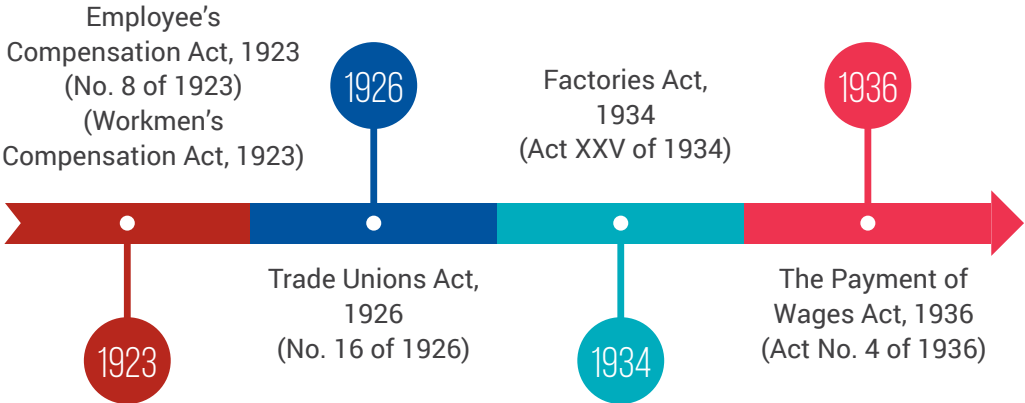 Employee's
Compensation Act, 1923
(No. 8 of 1923)
(Workmen's
Compensation Act, 1923)
1923
1926
Trade Unions Act,
1926
(No. 16 of 1926)
Factories Act,
1934
(Act XXV of 1934)
1934
1936
The Payment of
Wages Act, 1936
(Act No. 4 of 1936)